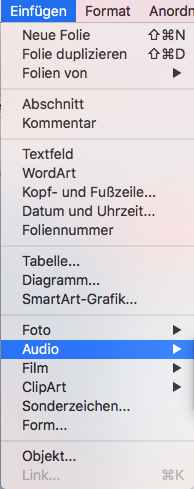 Einfügen Format Anordn
Neue Folie ⇧⌘N
Folie duplizieren ⇧⌘D
Folien von ▶
Abschnitt
Kommentar
Textfeld
WordArt
Kopf- und Fußzeile...
Datum und Uhrzeit...
Foliennummer
Tabelle...
Diagramm...
SmartArt-Grafik...
Foto ▶
Audio ▶
Film ▶
ClipArt ▶
Sonderzeichen...
Form...
Objekt...
Link... ⌘K